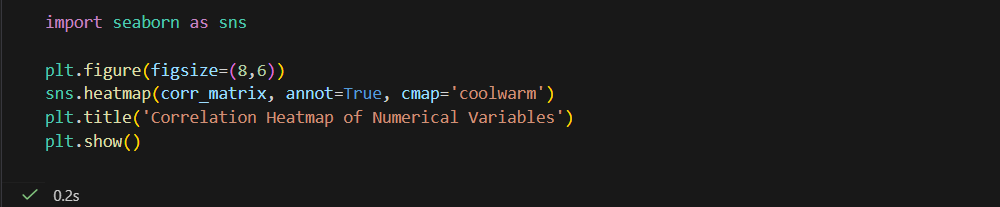 import seaborn as sns
plt.figure(figsize=(8,6))
sns.heatmap(corr_matrix, annot=True, cmap='coolwarm')
plt.title('Correlation Heatmap of Numerical Variables')
plt.show()
0.2s